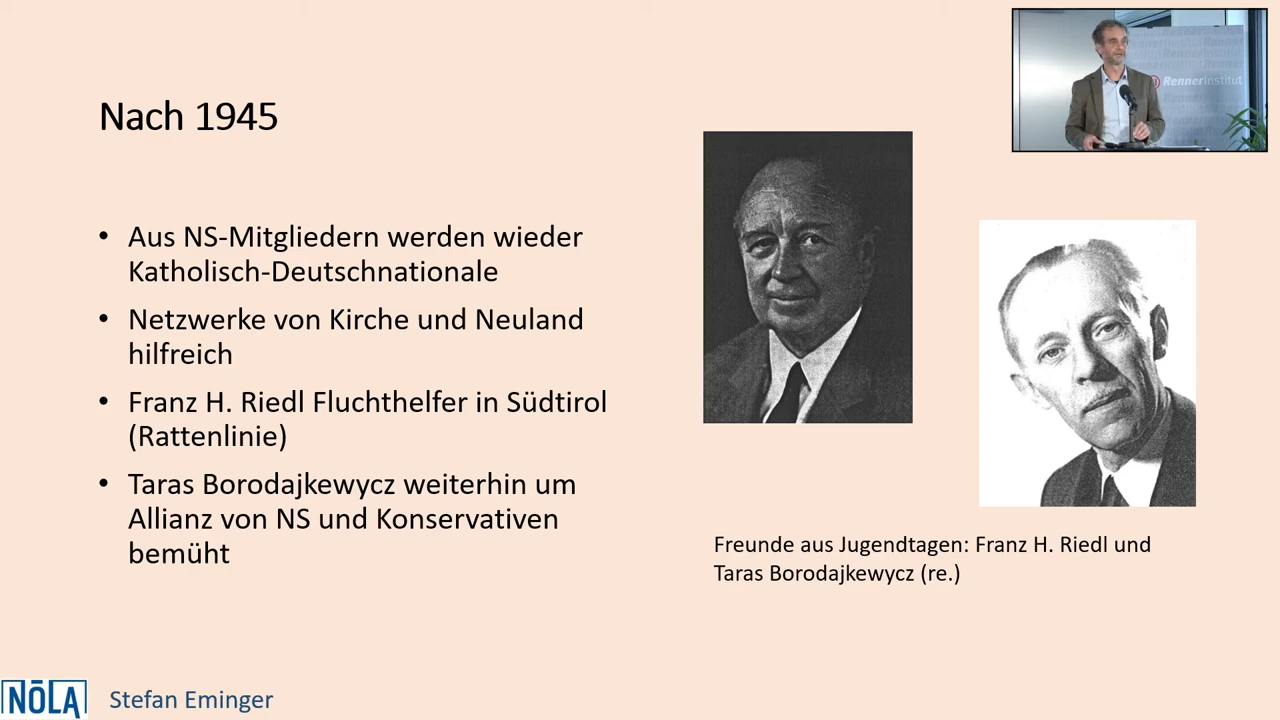 Nach 1945
• Aus NS-Mitgliedern werden wieder
Katholisch-Deutschnationale
• Netzwerke von Kirche und Neuland
hilfreich
• Franz H. Riedl Fluchthelfer in Südtirol
(Rattenlinie)
• Taras Borodajkewycz weiterhin um
Allianz von NS und Konservativen
bemüht
RennerInstitut
Freunde aus Jugendtagen: Franz H. Riedl und
Taras Borodajkewycz (re.)
NÖLA
Stefan Eminger